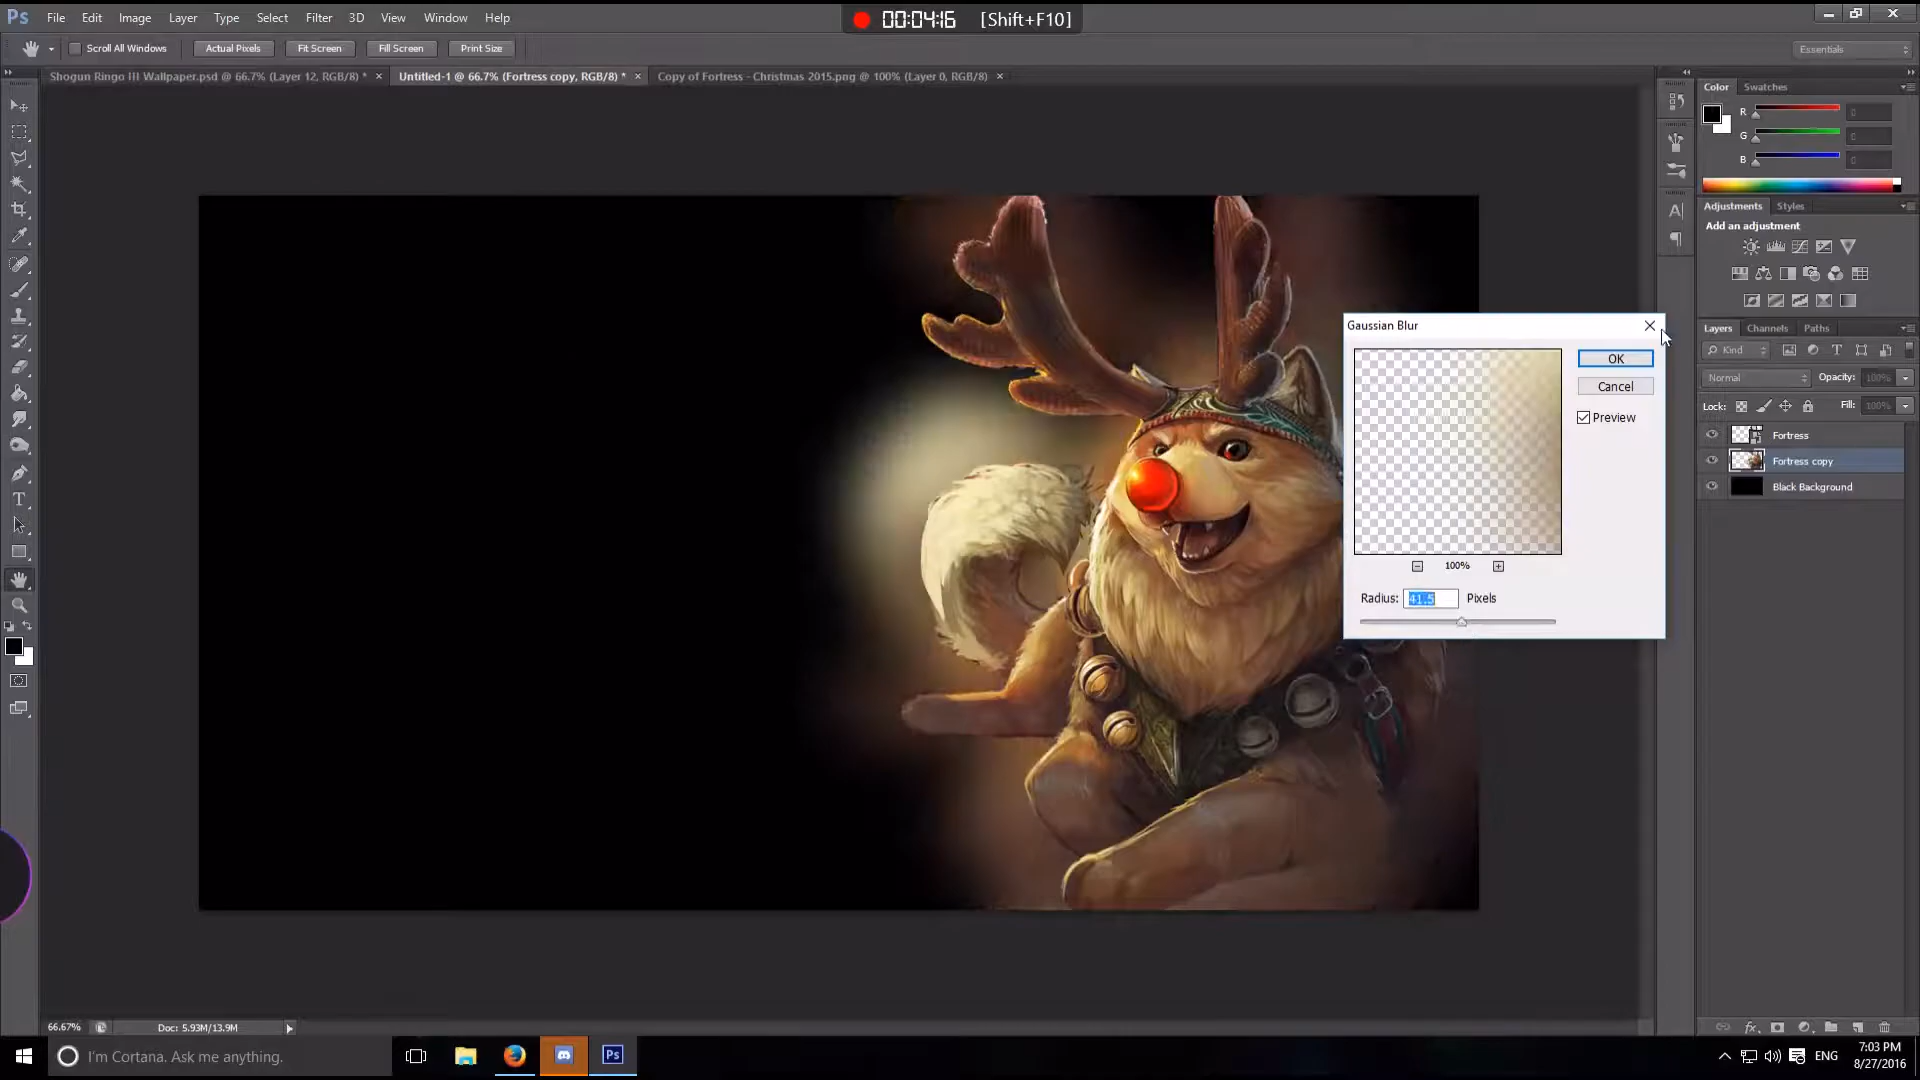 Ps File Edit Image Layer Type Select Filter 3D View Window Help
00:04:16 [Shift+F10]
Scroll All Windows Actual Pixels Fit Screen Fill Screen Print Size
Essentials
Shogun Ringo III Wallpaper.psd @ 66.7% (Layer 12, RGB/8) * ×
Untitled-1 @ 66.7% (Fortress copy, RGB/8) * ×
Copy of Fortress - Christmas 2015.png @ 100% (Layer 0, RGB/8) ×
Color Swatches
R
G
B
Adjustments Styles
Add an adjustment
Gaussian Blur
OK
Cancel
Preview
100%
Radius: 41.5 Pixels
Layers Channels Paths
Kind
Normal Opacity: 100%
Lock: Fill: 100%
Fortress
Fortress copy
Black Background
66.67% Doc: 5.93M/13.9M
I'm Cortana. Ask me anything.
Ps
ENG
7:03 PM
8/27/2016